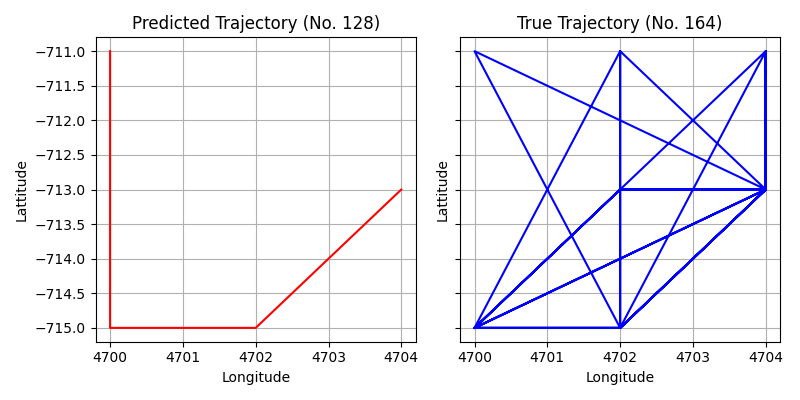 Predicted Trajectory (No. 128)
True Trajectory (No. 164)
Lattitude
−711.0
−711.5
−712.0
−712.5
−713.0
−713.5
−714.0
−714.5
−715.0
4700 4701 4702 4703 4704
Longitude
Lattitude
4700 4701 4702 4703 4704
Longitude